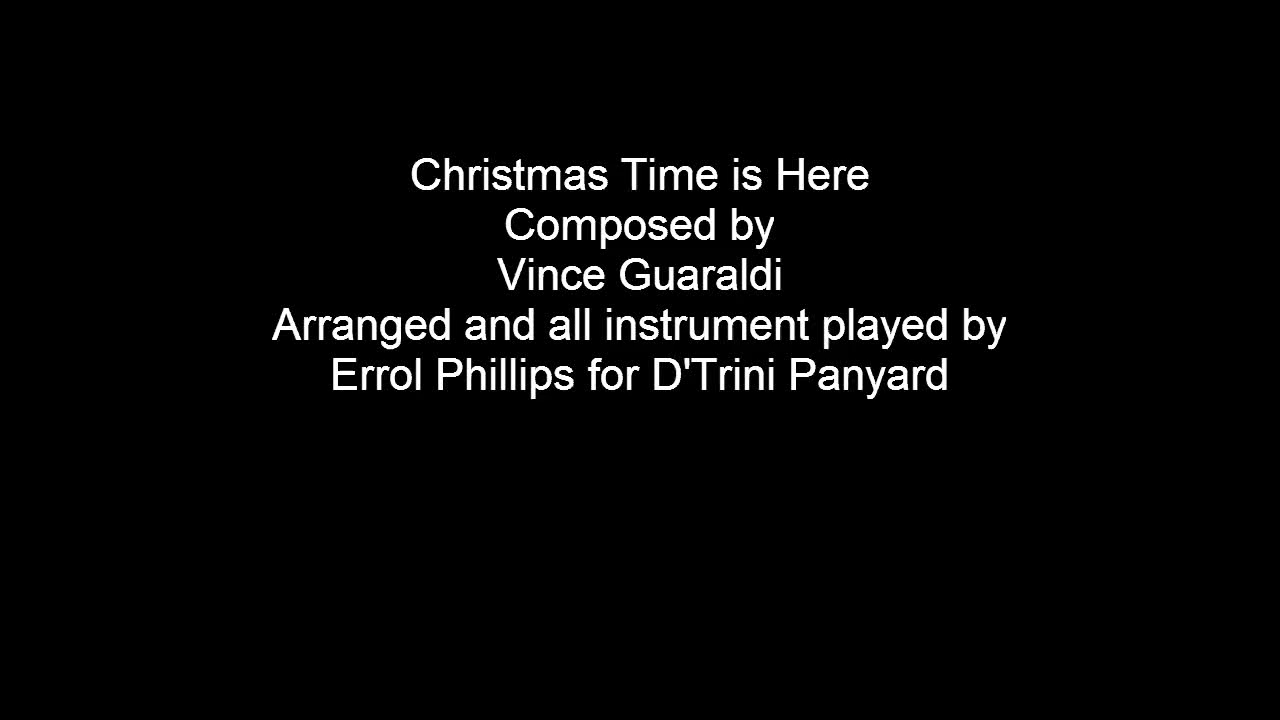 Christmas Time is Here
Composed by
Vince Guaraldi
Arranged and all instrument played by
Errol Phillips for D'Trini Panyard